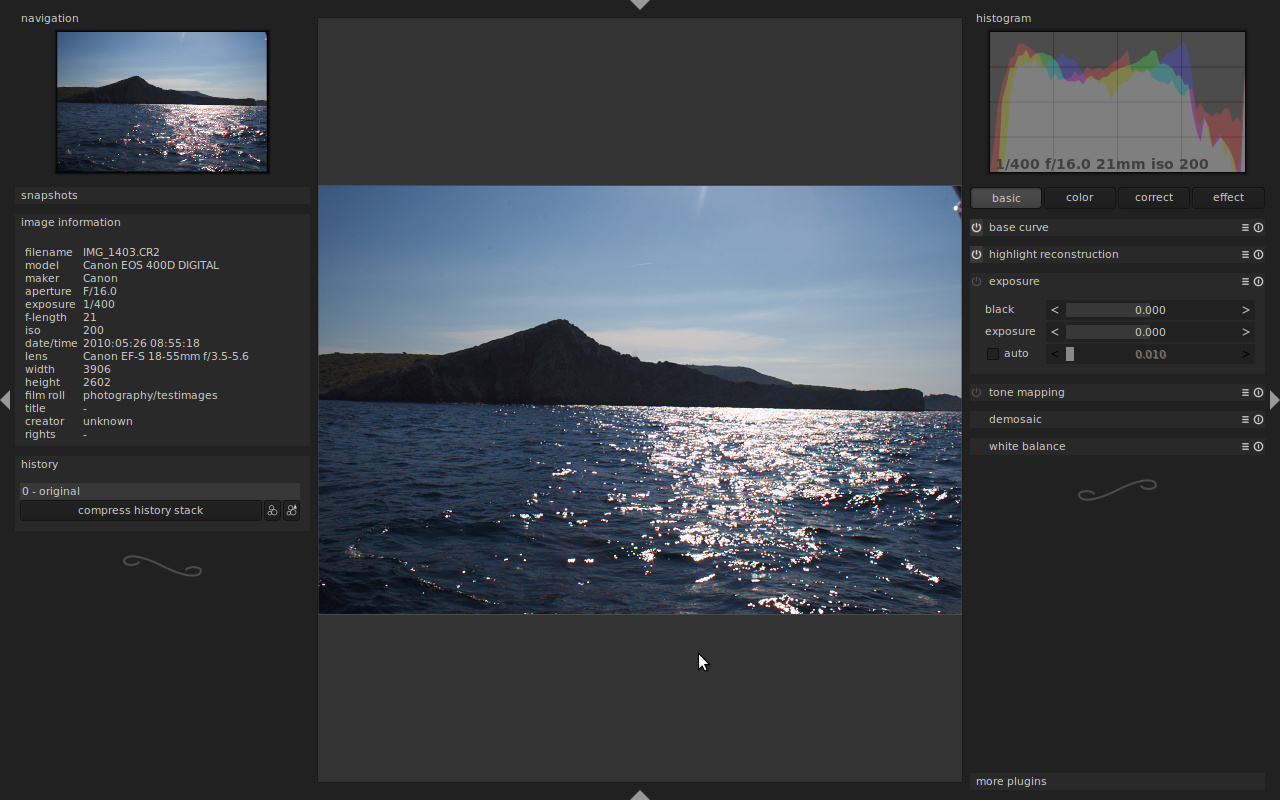 navigation
snapshots
image information
filename IMG_1403.CR2
model Canon EOS 400D DIGITAL
maker Canon
aperture F/16.0
exposure 1/400
f-length 21
iso 200
date/time 2010:05:26 08:55:18
lens Canon EF-S 18-55mm f/3.5-5.6
width 3906
height 2602
film roll photography/testimages
title -
creator unknown
rights -
history
0 - original
compress history stack
histogram
1/400 f/16.0 21mm iso 200
basic color correct effect
base curve
highlight reconstruction
exposure
black < 0.000 >
exposure < 0.000 >
auto < 0.010 >
tone mapping
demosaic
white balance
more plugins